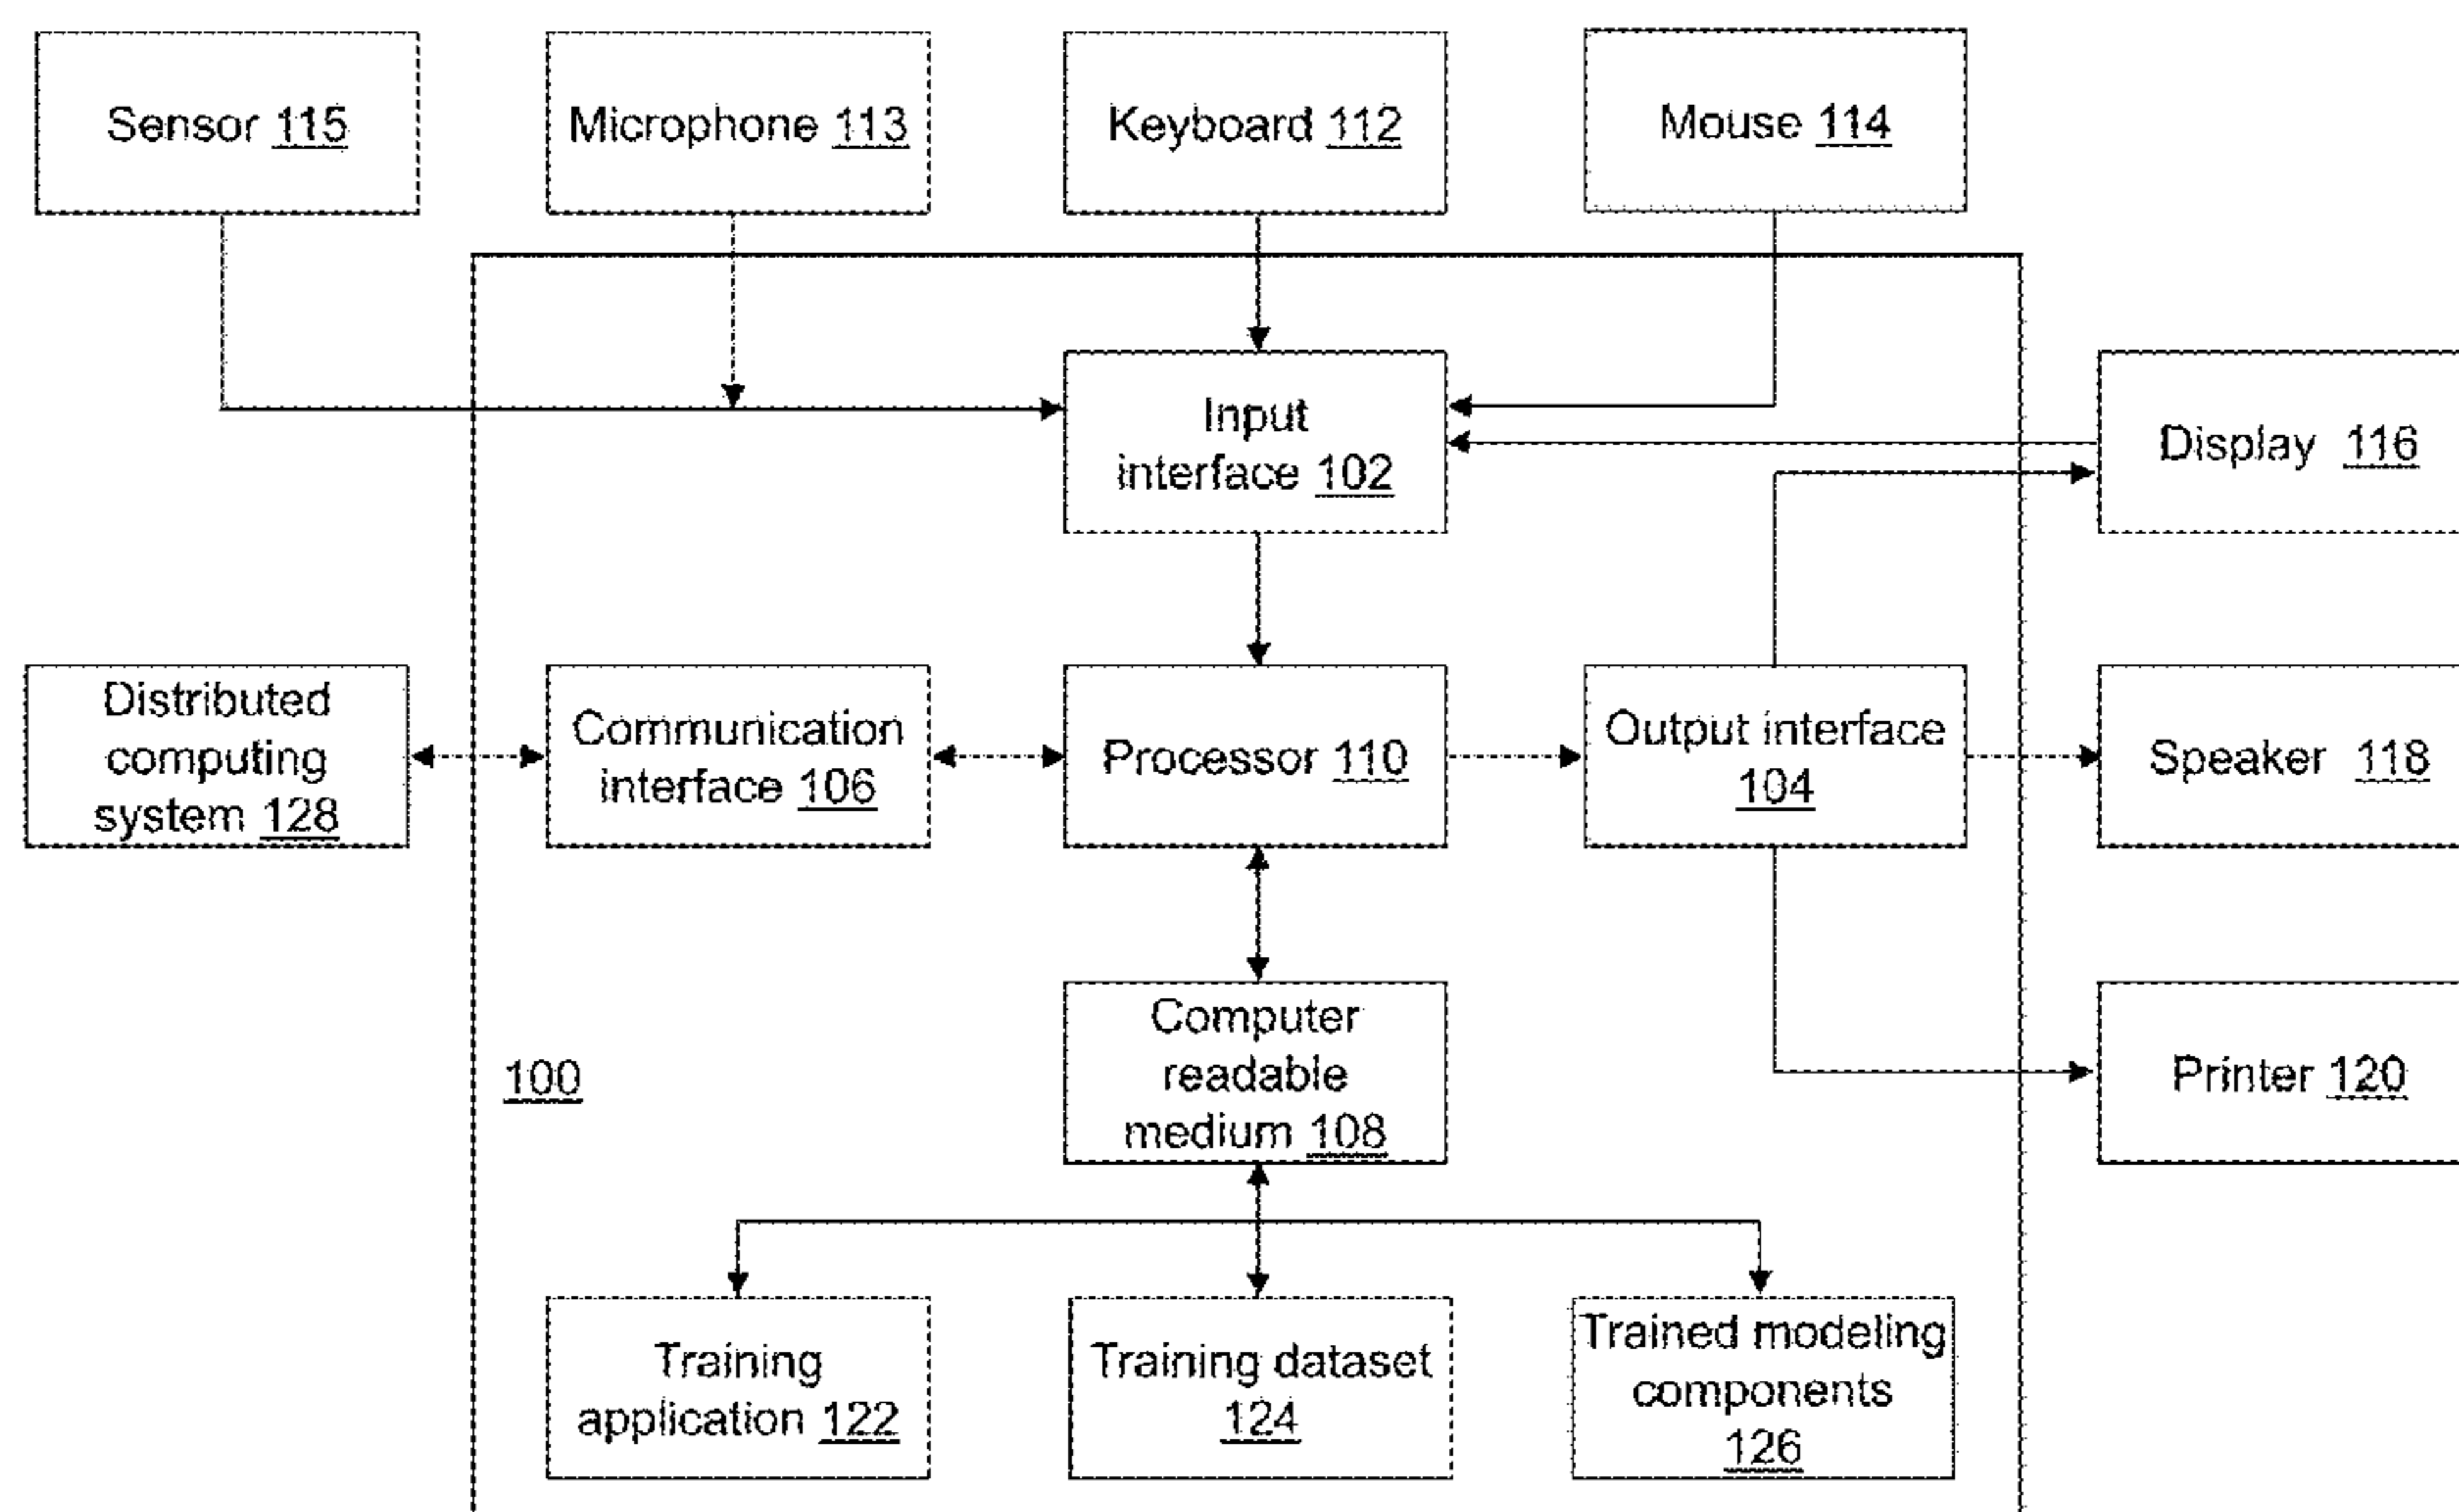 Sensor 115
Microphone 113
Keyboard 112
Mouse 114
Input
interface 102
Display 116
Distributed
computing
system 128
Communication
interface 106
Processor 110
Output interface
104
Speaker 118
100
Computer
readable
medium 108
Printer 120
Training
application 122
Training dataset
124
Trained modeling
components
126